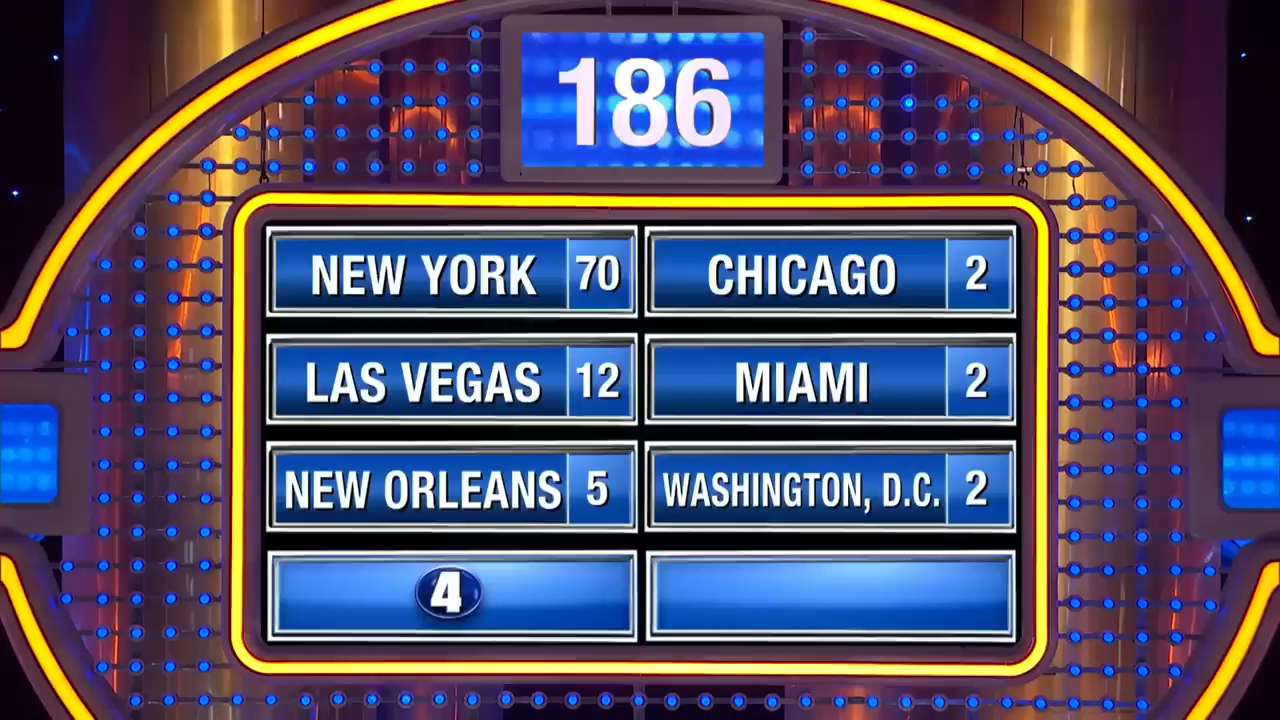 186
NEW YORK 70
LAS VEGAS 12
NEW ORLEANS 5
4
CHICAGO 2
MIAMI 2
WASHINGTON, D.C. 2